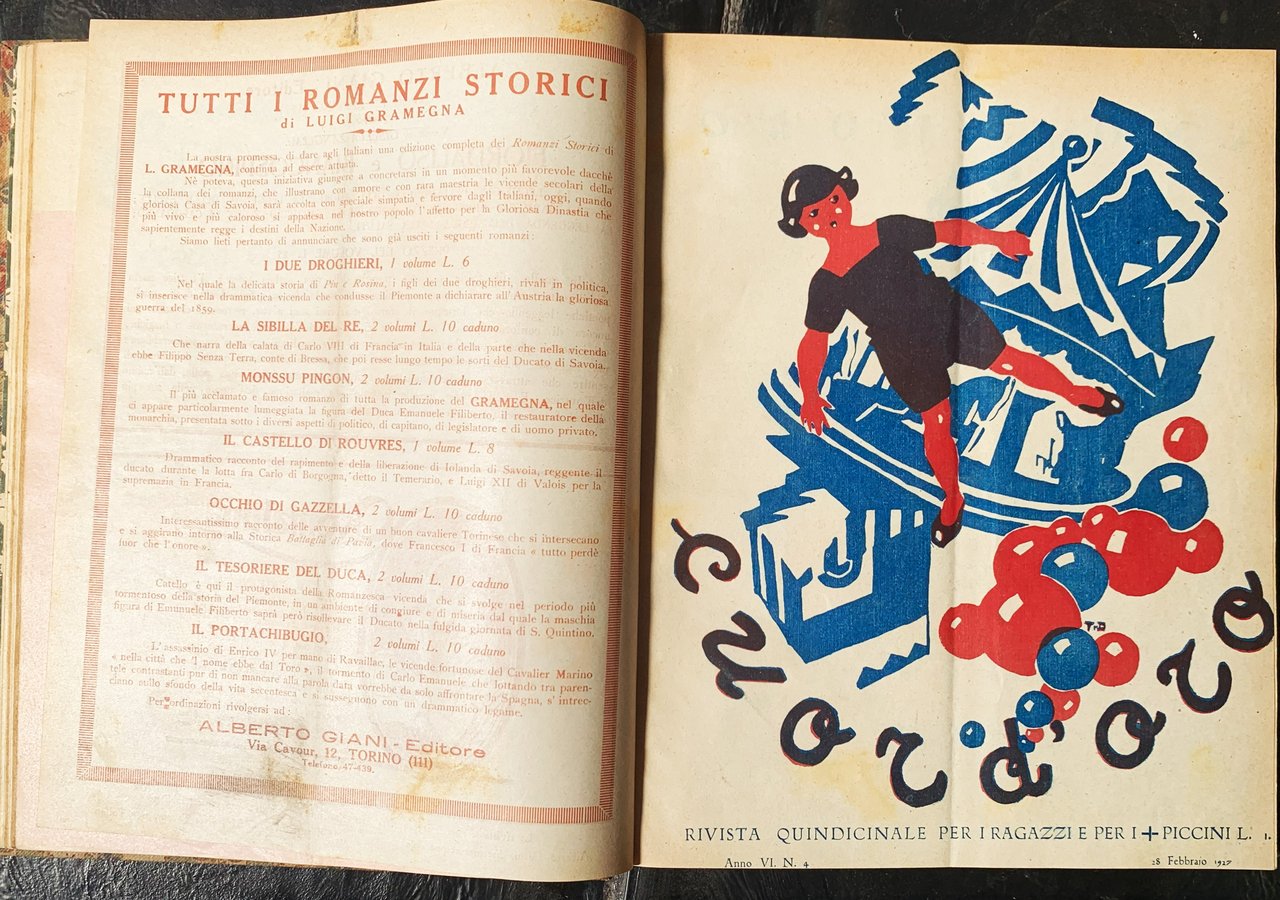 TUTTI I ROMANZI STORICI
di LUIGI GRAMEGNA
La nostra promessa, di dare agli Italiani una edizione completa dei Romanzi Storici di
L. GRAMEGNA, continua ad essere attuata.
Nè poteva, questa iniziativa giungere a concretarsi in un momento più favorevole dacchè
la collana dei romanzi, che illustrano con amore e con rara maestria le vicende secolari della
gloriosa Casa di Savoia, sarà accolta con speciale simpatia e fervore dagli Italiani, oggi, quando
più vivo e più caloroso si appalesa nel nostro popolo l'affetto per la Gloriosa Dinastia che
sapientemente regge i destini della Nazione.
Siamo lieti pertanto di annunciare che sono già usciti i seguenti romanzi:
I DUE DROGHIERI, 1 volume L. 6
Nel quale la delicata storia di Pin e Rosina, i figli dei due droghieri, rivali in politica,
si inserisce nella drammatica vicenda che condusse il Piemonte a dichiarare all'Austria la gloriosa
guerra del 1859.
LA SIBILLA DEL RE, 2 volumi L. 10 caduno
Che narra della calata di Carlo VIII di Francia in Italia e della parte che nella vicenda
ebbe Filippo Senza Terra, conte di Bressa, che poi resse lungo tempo le sorti del Ducato di Savoia.
MONSSU PINGON, 2 volumi L. 10 caduno
Il più acclamato e famoso romanzo di tutta la produzione del GRAMEGNA, nel quale
ci appare particolarmente lumeggiata la figura del Duca Emanuele Filiberto, il restauratore della
monarchia, presentata sotto i diversi aspetti di politico, di capitano, di legislatore e di uomo privato.
IL CASTELLO DI ROUVRES, 1 volume L. 8
Drammatico racconto del rapimento e della liberazione di Iolanda di Savoia, reggente il
ducato durante la lotta fra Carlo di Borgogna, detto il Temerario, e Luigi XII di Valois per la
supremazia in Francia.
OCCHIO DI GAZZELLA, 2 volumi L. 10 caduno
Interessantissimo racconto delle avventure di un buon cavaliere Torinese che si intersecano
e si aggirano intorno alla Storica Battaglia di Pavia, dove Francesco I di Francia « tutto perdè
fuor che l'onore ».
IL TESORIERE DEL DUCA, 2 volumi L. 10 caduno
Catello è qui il protagonista della Romanzesca vicenda che si svolge nel periodo più
tormentoso della storia del Piemonte, in un ambiente di congiure e di miseria dal quale la maschia
figura di Emunuele Filiberto saprà però risollevare il Ducato nella fulgida giornata di S. Quintino.
IL PORTACHIBUGIO, 2 volumi L. 10 caduno
L'assassinio di Enrico IV per mano di Ravaillac, le vicende fortunose del Cavalier Marino
« nella città che 'l nome ebbe dal Toro », il tormento di Carlo Emanuele che lottando tra paren-
tele contrastanti pur di non mancare alla parola data vorrebbe da solo affrontare la Spagna, s' intrec-
ciano sullo sfondo della vita secentesca e si susseguono con un drammatico legame.
Per ordinazioni rivolgersi ad:
ALBERTO GIANI - Editore
Via Cavour, 12, TORINO (111)
Telefono 47-439.
Cuor d'oro
RIVISTA QUINDICINALE PER I RAGAZZI E PER I + PICCINI L. 1.
Anno VI. N. 4
28 Febbraio 1927